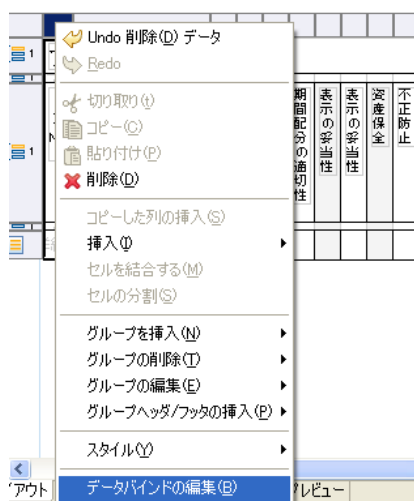 Undo 削除(D) データ
Redo
切り取り(t)
コピー(C)
貼り付け(P)
削除(D)
コピーした列の挿入(S)
挿入(I)
セルを結合する(M)
セルの分割(S)
グループを挿入(N)
グループの削除(T)
グループの編集(E)
グループヘッダ/フッタの挿入(P)
スタイル(Y)
データバインドの編集(B)
1
1
期間配分の適切性
表示の妥当性
表示の妥当性
資産保全
不正防止
アウト
プレビュー